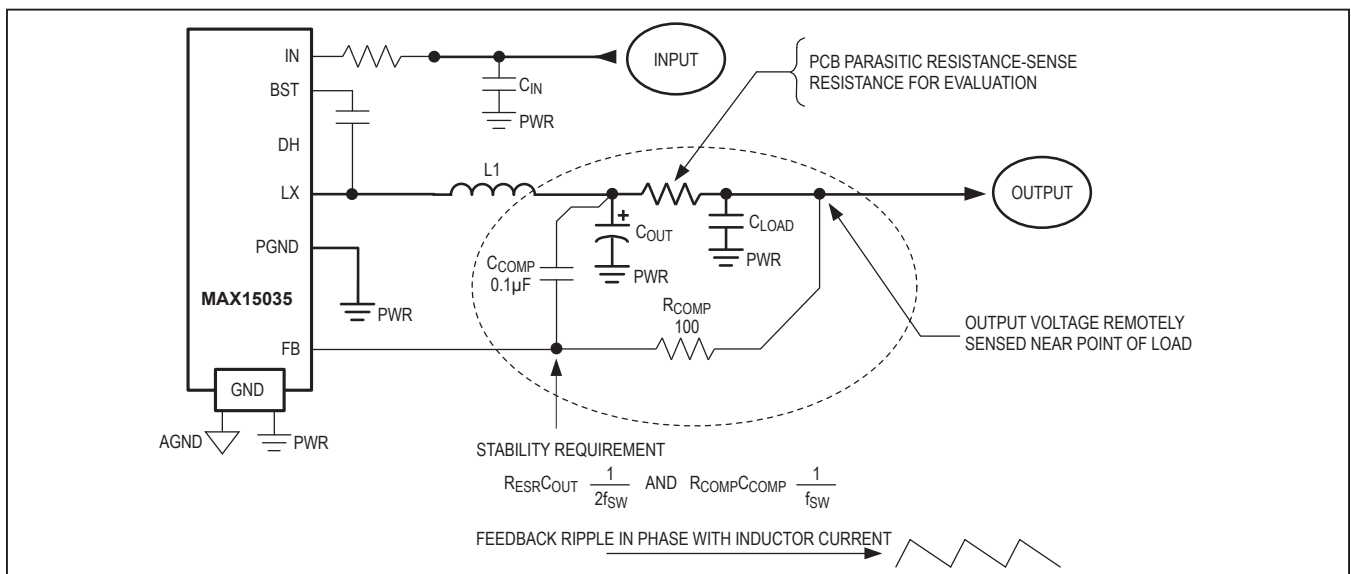 IN
INPUT
PCB PARASITIC RESISTANCE-SENSE
RESISTANCE FOR EVALUATION
CIN
BST
PWR
DH
L1
LX
OUTPUT
+
COUT
CLOAD
PGND
CCOMP
0.1µF
PWR
PWR
MAX15035
PWR
RCOMP
100
OUTPUT VOLTAGE REMOTELY
SENSED NEAR POINT OF LOAD
FB
GND
AGND
PWR
STABILITY REQUIREMENT
RESRCOUT 1/2fSW AND RCOMPCCOMP 1/fSW
FEEDBACK RIPPLE IN PHASE WITH INDUCTOR CURRENT